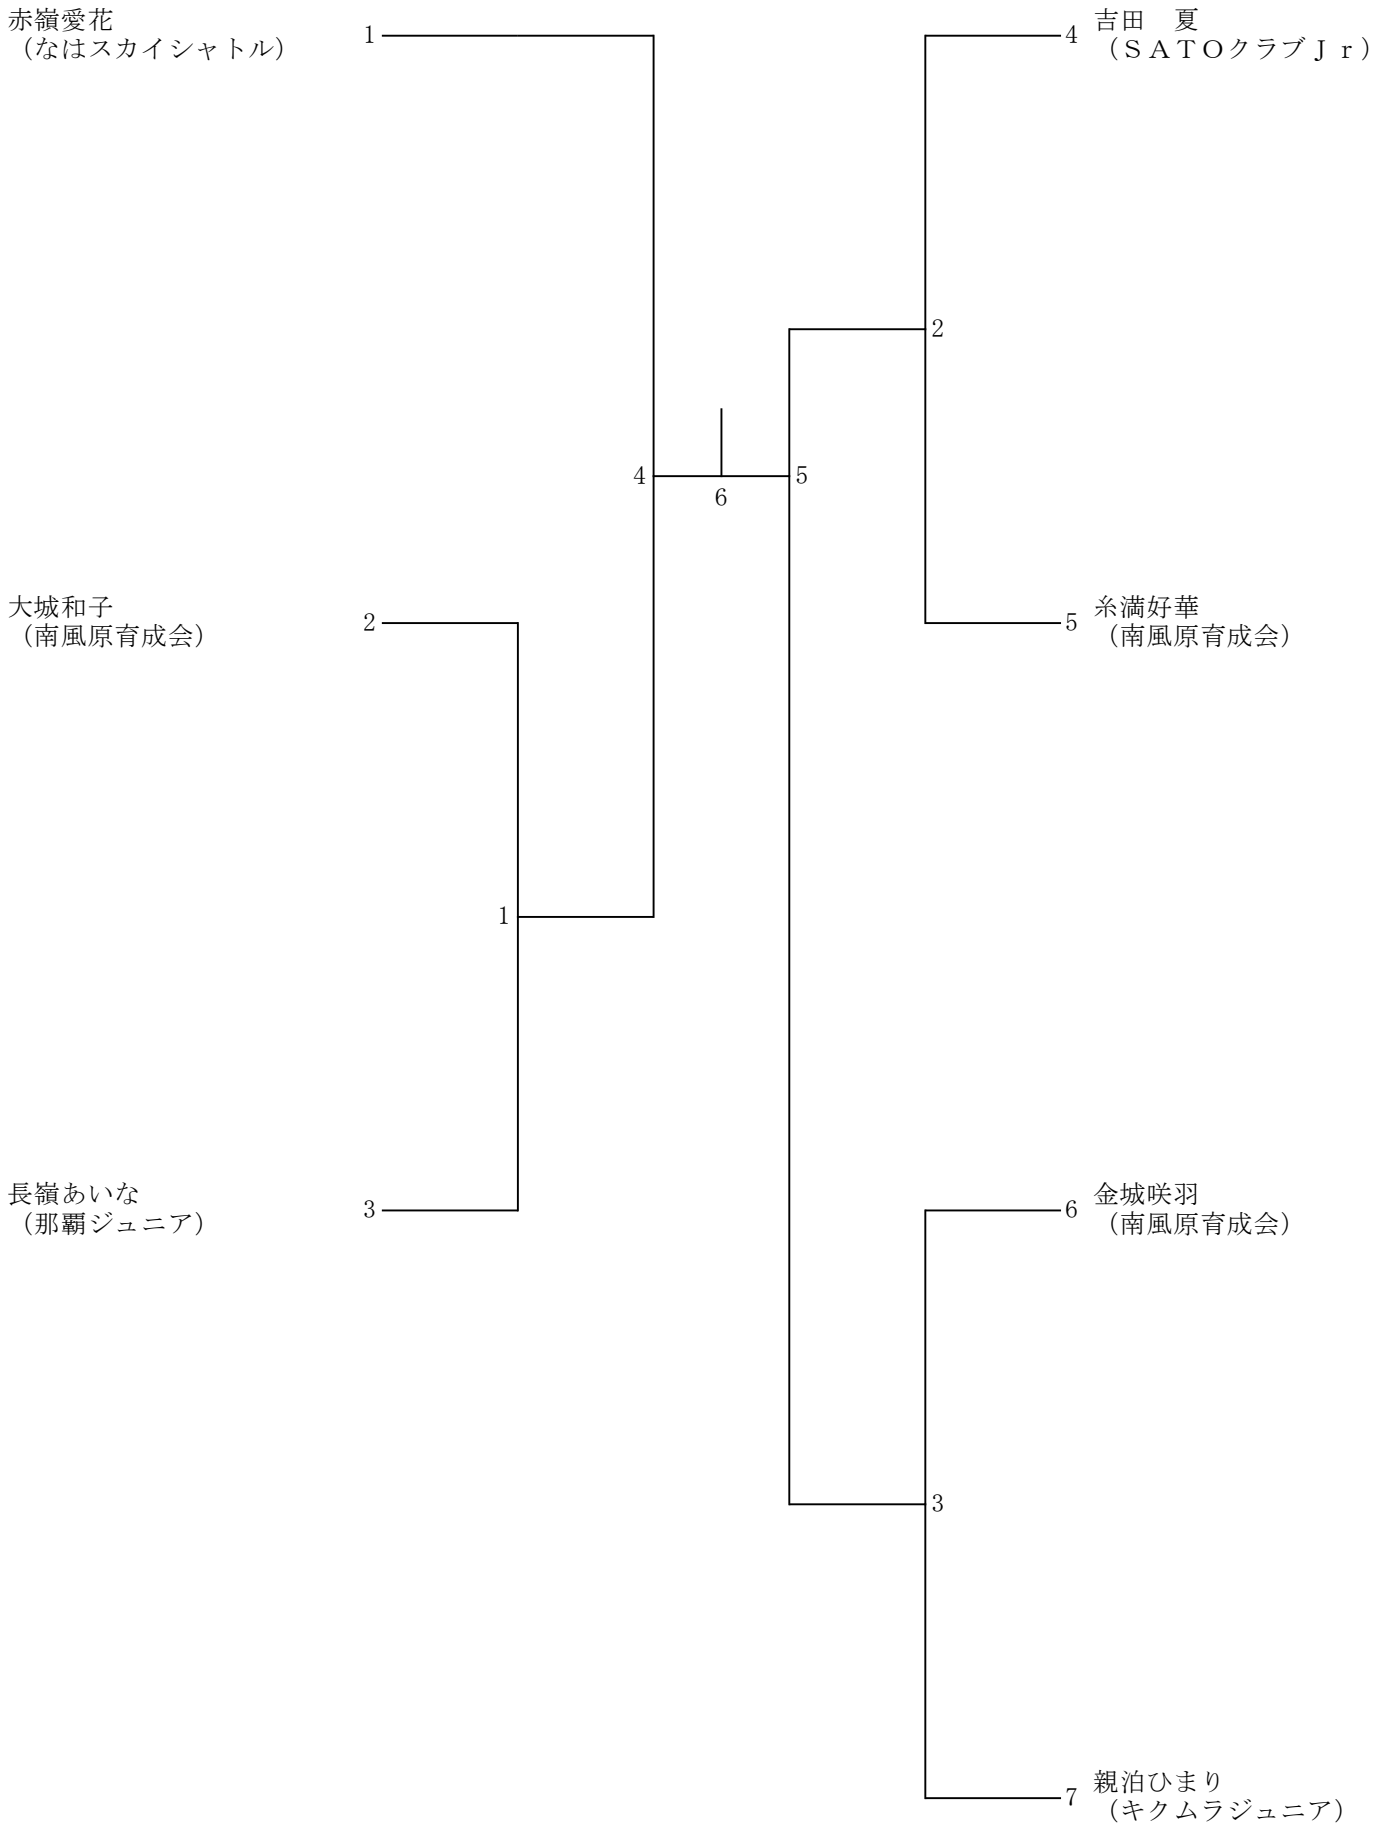 赤嶺愛花
（なはスカイシャトル）
1
4
吉田　夏
（ＳＡＴＯクラブＪｒ）
2
4
5
6
大城和子
（南風原育成会）
2
5
糸満好華
（南風原育成会）
1
長嶺あいな
（那覇ジュニア）
3
6
金城咲羽
（南風原育成会）
3
7
親泊ひまり
（キクムラジュニア）